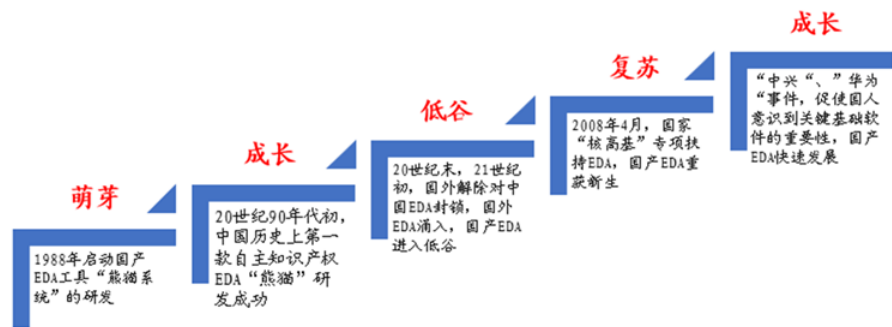 萌芽
1988年启动国产
EDA工具“熊猫系
统”的研发
成长
20世纪90年代初，
中国历史上第一
款自主知识产权
EDA“熊猫”研
发成功
低谷
20世纪末，21世纪
初，国外解除对中
国EDA封锁，国外
EDA涌入，国产EDA
进入低谷
复苏
2008年4月，国家
“核高基”专项扶
持EDA，国产EDA重
获新生
成长
“中兴“、”华为
“事件，促使国人
意识到关键基础软
件的重要性，国产
EDA快速发展